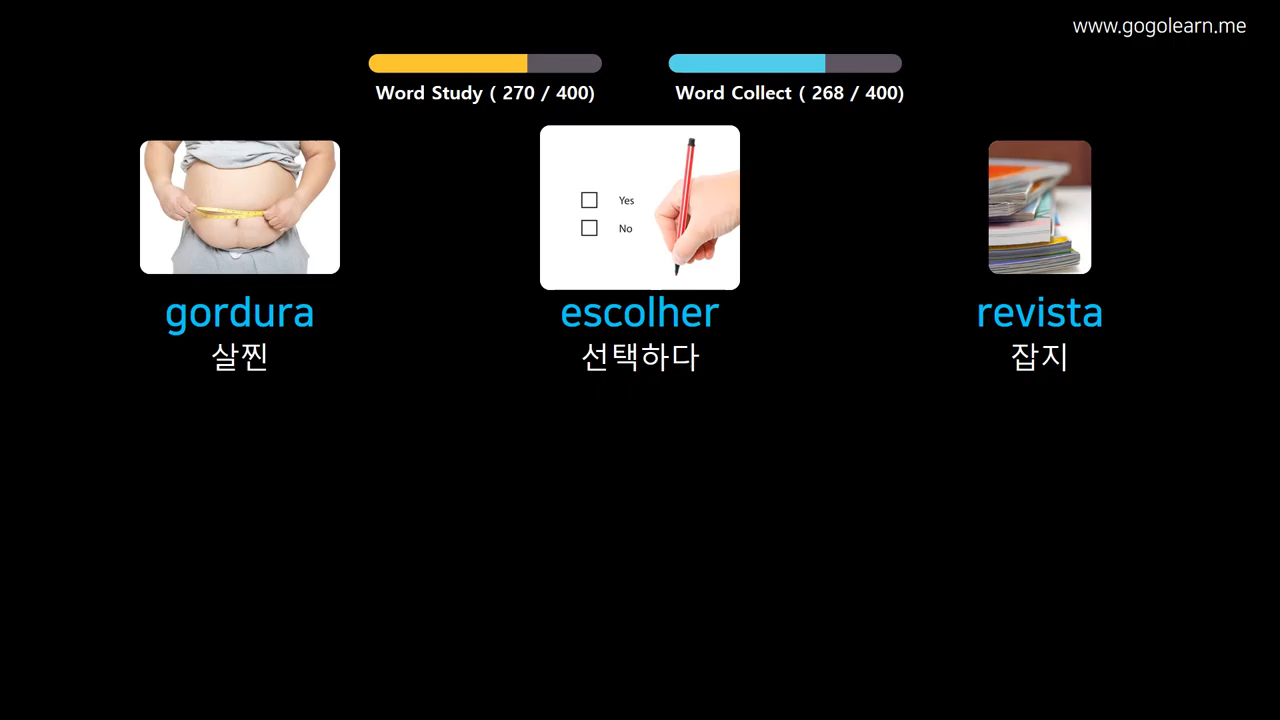 www.gogolearn.me
Word Study ( 270 / 400)
Word Collect ( 268 / 400)
Yes
No
gordura
escolher
revista
살찐
선택하다
잡지